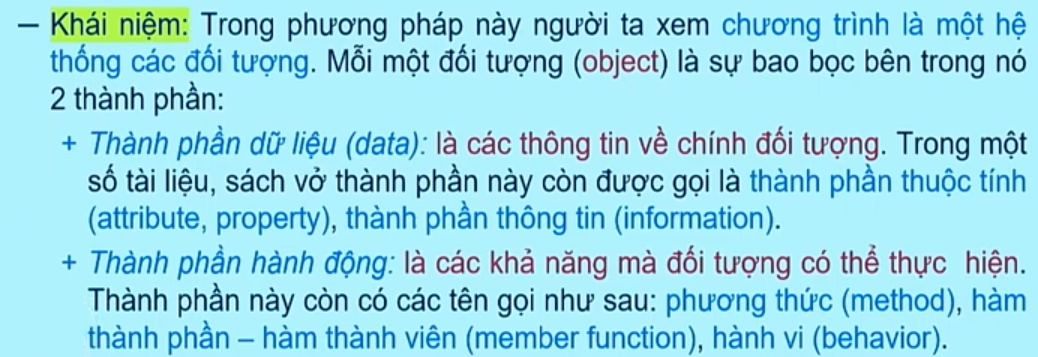 – Khái niệm: Trong phương pháp này người ta xem chương trình là một hệ
thống các đối tượng. Mỗi một đối tượng (object) là sự bao bọc bên trong nó
2 thành phần:
+ Thành phần dữ liệu (data): là các thông tin về chính đối tượng. Trong một
số tài liệu, sách vở thành phần này còn được gọi là thành phần thuộc tính
(attribute, property), thành phần thông tin (information).
+ Thành phần hành động: là các khả năng mà đối tượng có thể thực hiện.
Thành phần này còn có các tên gọi như sau: phương thức (method), hàm
thành phần – hàm thành viên (member function), hành vi (behavior).